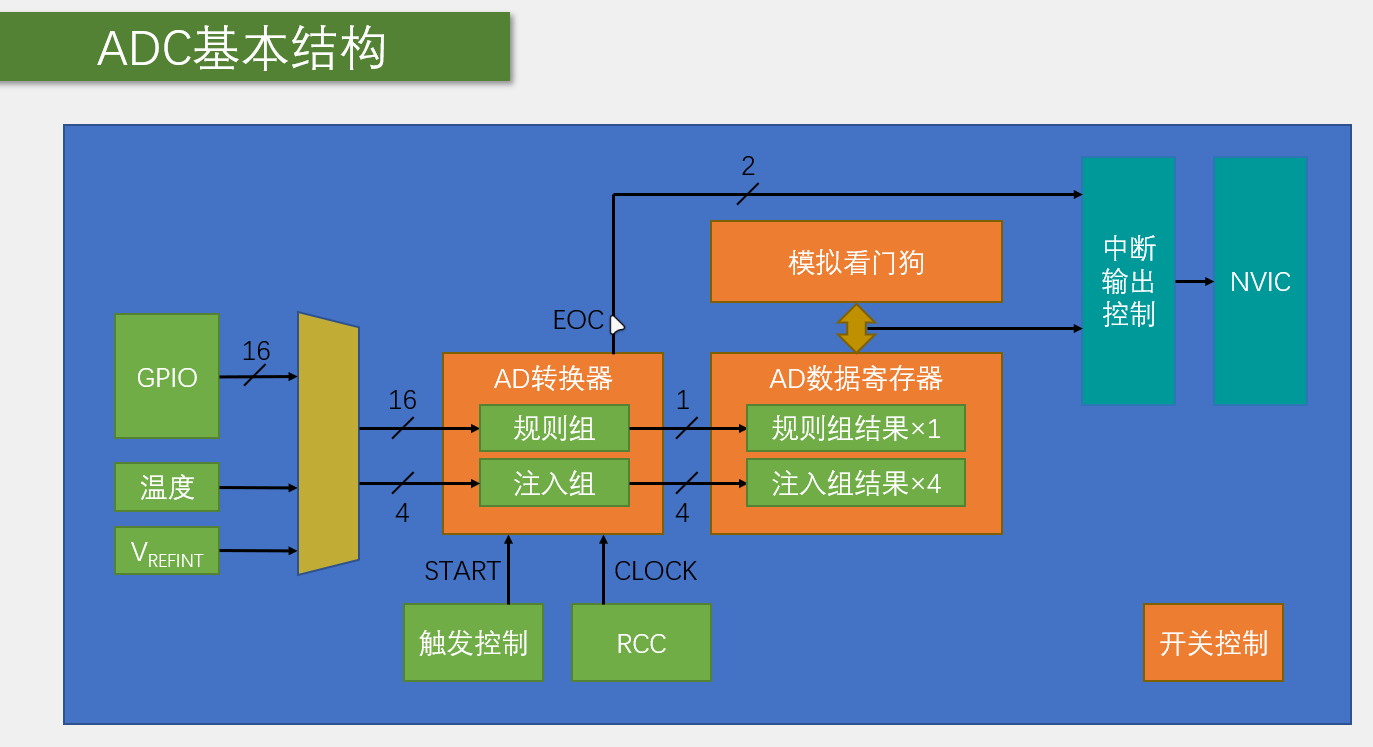 ADC基本结构
2
模拟看门狗
中断
输出
控制
NVIC
EOC
GPIO
16
温度
VREFINT
16
4
AD转换器
规则组
注入组
1
4
AD数据寄存器
规则组结果×1
注入组结果×4
START
CLOCK
触发控制
RCC
开关控制